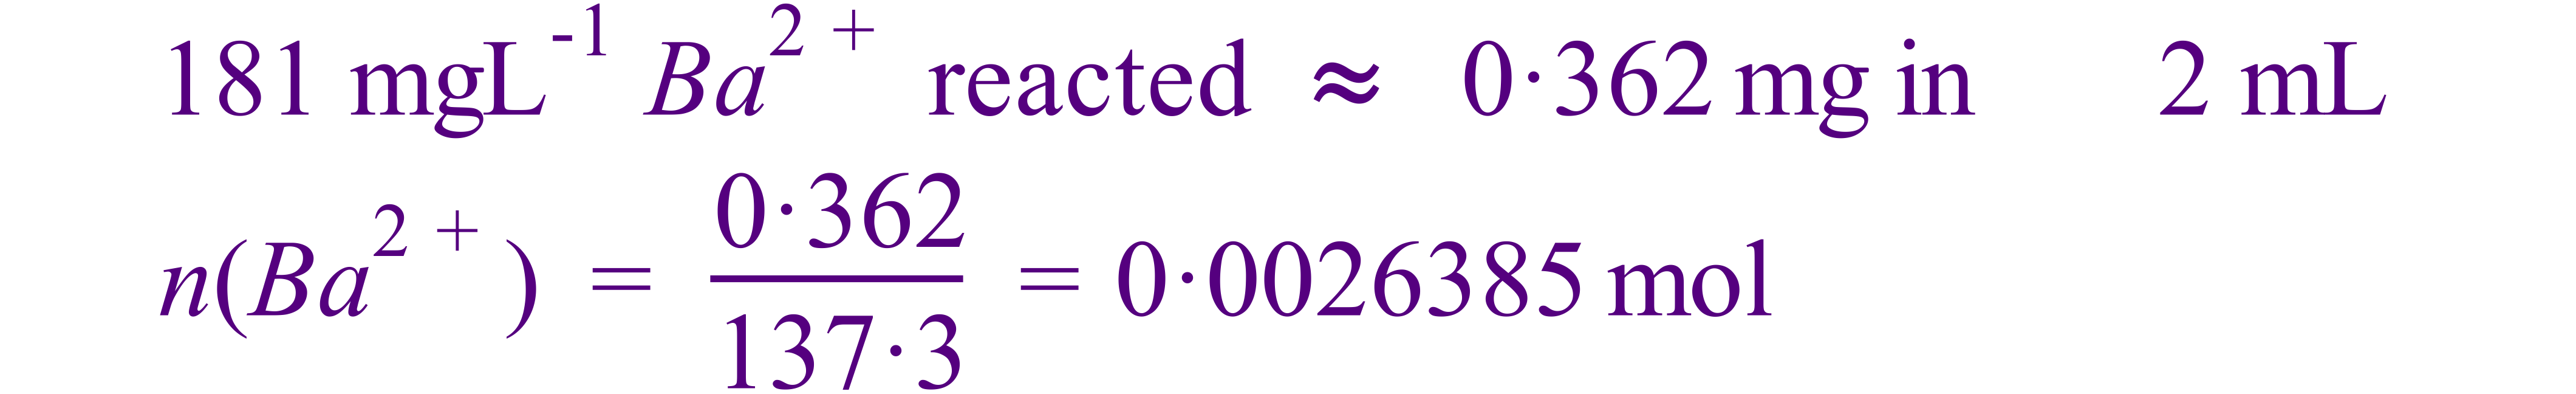 181 mgL⁻¹ Ba²⁺ reacted ≈ 0·362 mg in 2 mL
n(Ba²⁺) = 0·362 / 137·3 = 0·0026385 mol